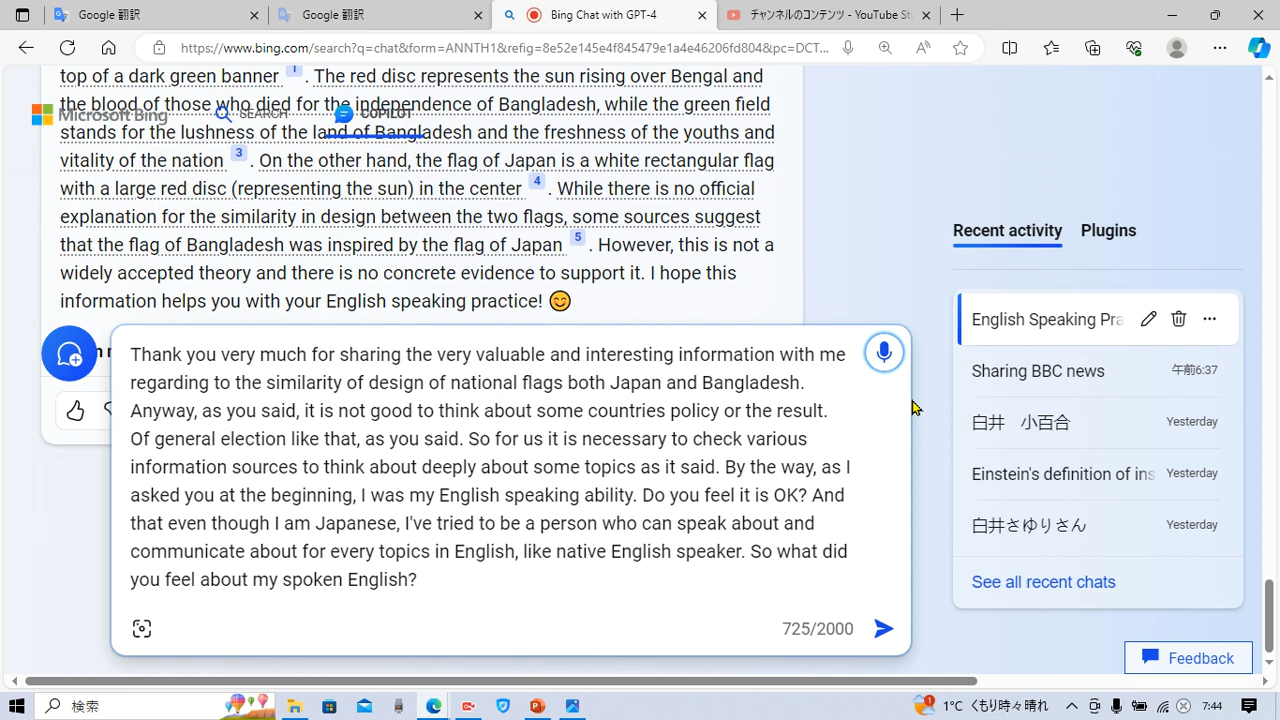 Google 翻訳
Google 翻訳
Bing Chat with GPT-4
チャンネルのコンテンツ - YouTube Stu
https://www.bing.com/search?q=chat&form=ANNTH1&refig=8e52e145e4f845479e1a4e46206fd804&pc=DCT...
top of a dark green banner 1 . The red disc represents the sun rising over Bengal and
the blood of those who died for the independence of Bangladesh, while the green field
Microsoft Bing
SEARCH
COPILOT
stands for the lushness of the land of Bangladesh and the freshness of the youths and
vitality of the nation 3 . On the other hand, the flag of Japan is a white rectangular flag
with a large red disc (representing the sun) in the center 4 . While there is no official
explanation for the similarity in design between the two flags, some sources suggest
that the flag of Bangladesh was inspired by the flag of Japan 5 . However, this is not a
widely accepted theory and there is no concrete evidence to support it. I hope this
information helps you with your English speaking practice! 😊
Thank you very much for sharing the very valuable and interesting information with me
regarding to the similarity of design of national flags both Japan and Bangladesh.
Anyway, as you said, it is not good to think about some countries policy or the result.
Of general election like that, as you said. So for us it is necessary to check various
information sources to think about deeply about some topics as it said. By the way, as I
asked you at the beginning, I was my English speaking ability. Do you feel it is OK? And
that even though I am Japanese, I've tried to be a person who can speak about and
communicate about for every topics in English, like native English speaker. So what did
you feel about my spoken English?
725/2000
Recent activity
Plugins
English Speaking Pra
Sharing BBC news 午前6:37
白井 小百合 Yesterday
Einstein's definition of ins Yesterday
白井さゆりさん Yesterday
See all recent chats
Feedback
検索
1
1°C くもり時々晴れ
7:44